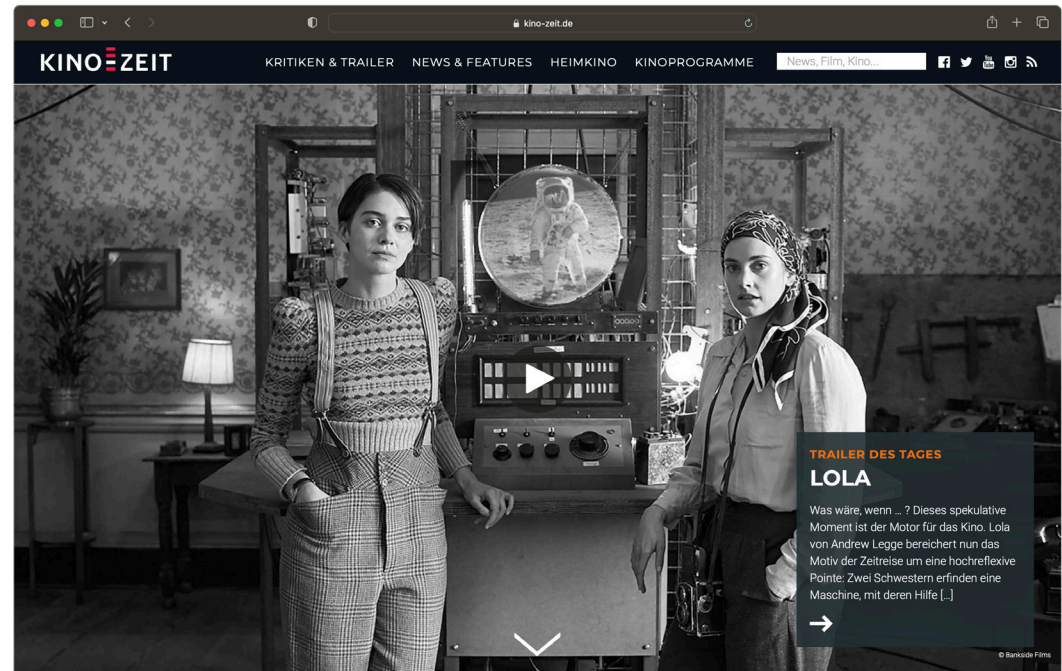 kino-zeit.de
KINO ZEIT
KRITIKEN & TRAILER NEWS & FEATURES HEIMKINO KINOPROGRAMME News, Film, Kino...
You Tube
TRAILER DES TAGES
LOLA
Was wäre, wenn ... ? Dieses spekulative
Moment ist der Motor für das Kino. Lola
von Andrew Legge bereichert nun das
Motiv der Zeitreise um eine hochreflexive
Pointe: Zwei Schwestern erfinden eine
Maschine, mit deren Hilfe [...]
© Bankside Films